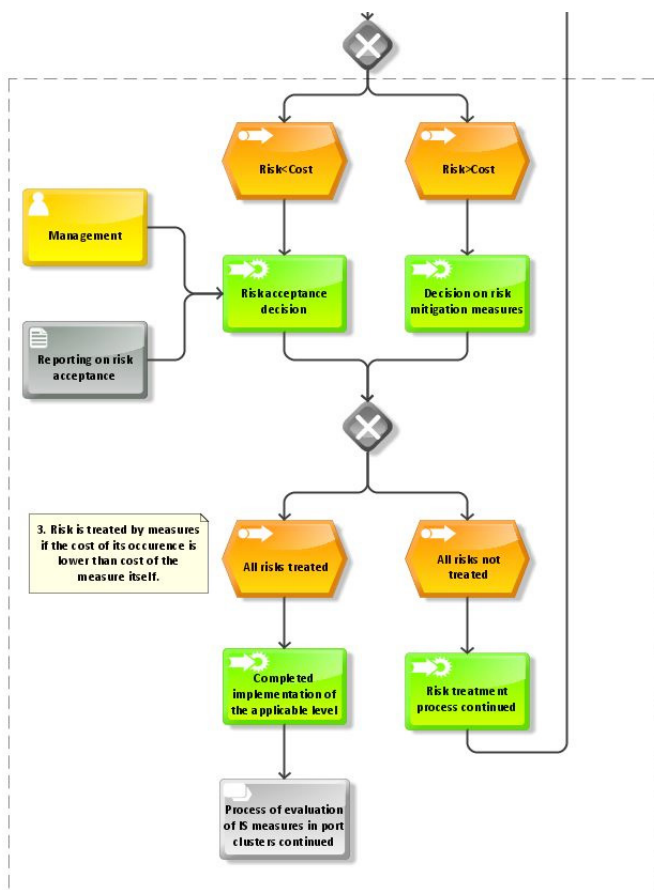 Risk<Cost
Risk>Cost
Management
Risk acceptance
decision
Decision on risk
mitigation measures
Reporting on risk
acceptance
3. Risk is treated by measures
if the cost of its occurence is
lower than cost of the
measure itself.
All risks treated
All risks not
treated
Completed
implementation of
the applicable level
Risk treatment
process continued
Process of evaluation
of IS measures in port
clusters continued